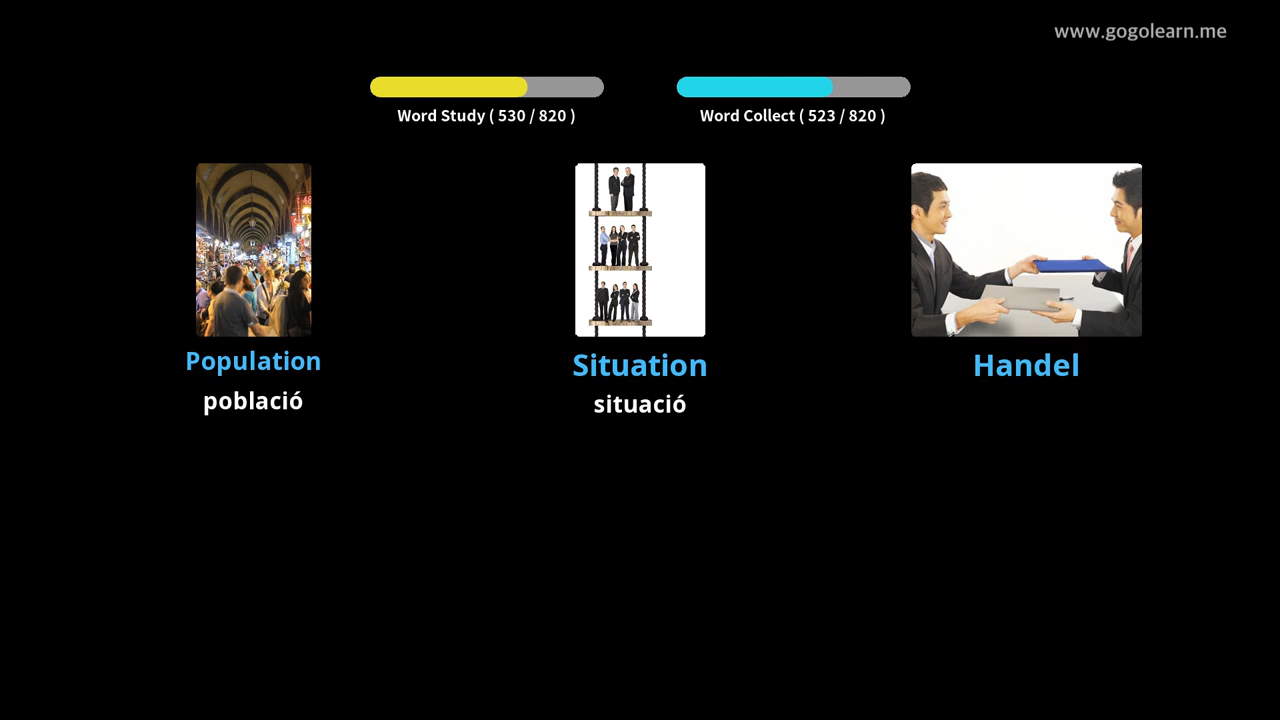 www.gogolearn.me
Word Study ( 530 / 820 )
Word Collect ( 523 / 820 )
Population
població
Situation
situació
Handel